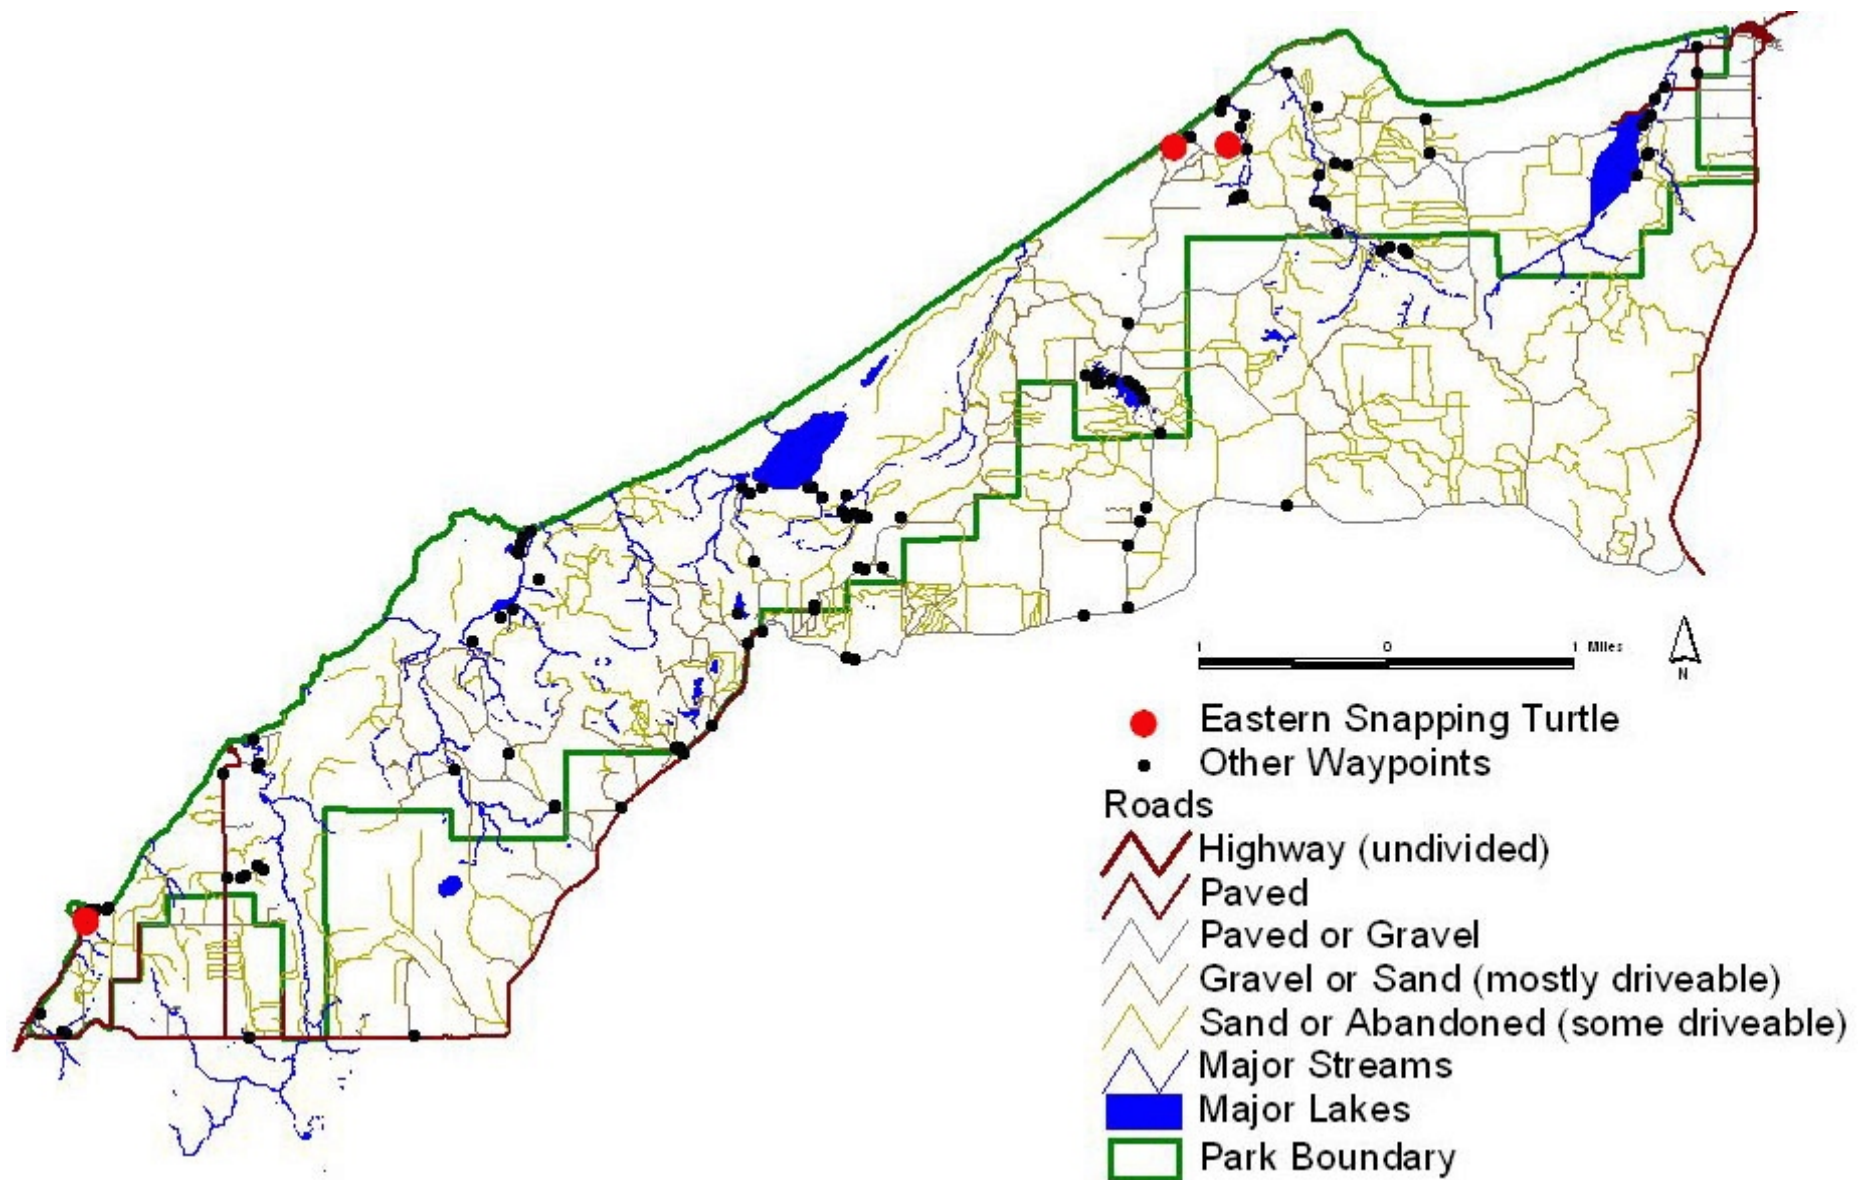 1 0 1 Miles
N
Eastern Snapping Turtle
Other Waypoints
Roads
Highway (undivided)
Paved
Paved or Gravel
Gravel or Sand (mostly driveable)
Sand or Abandoned (some driveable)
Major Streams
Major Lakes
Park Boundary